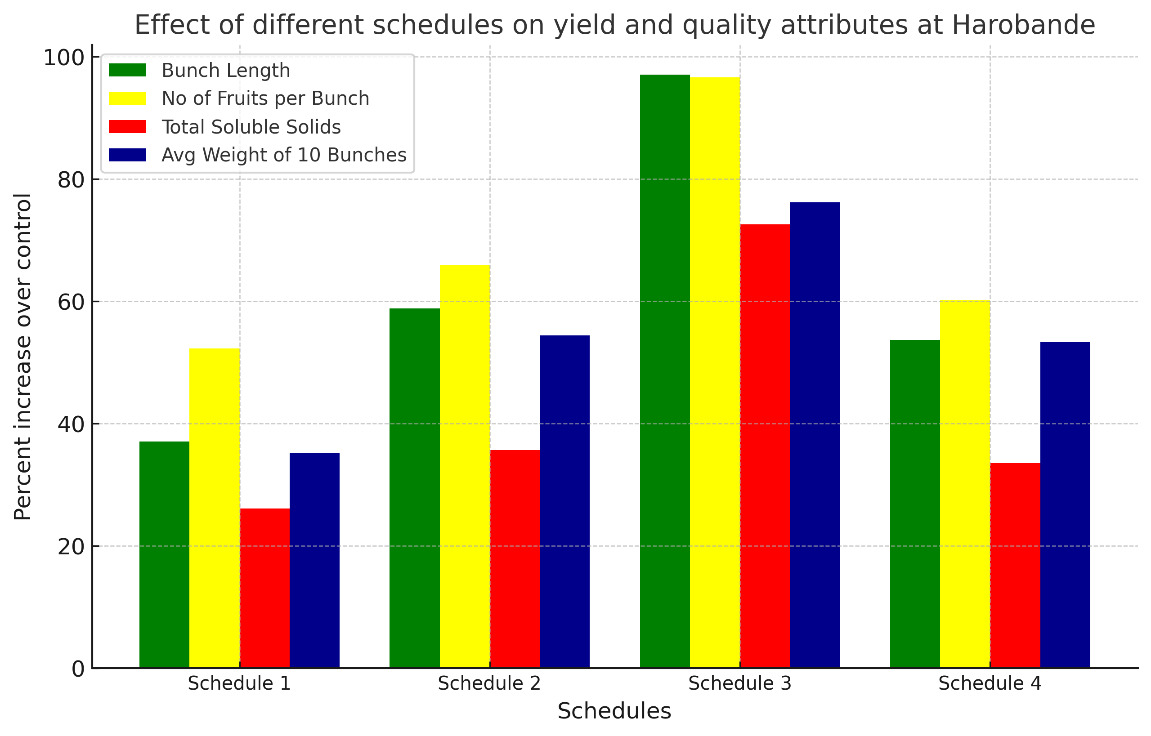 Effect of different schedules on yield and quality attributes at Harobande
100
Bunch Length
No of Fruits per Bunch
Total Soluble Solids
Avg Weight of 10 Bunches
80
60
40
20
0
Percent increase over control
Schedule 1
Schedule 2
Schedule 3
Schedule 4
Schedules